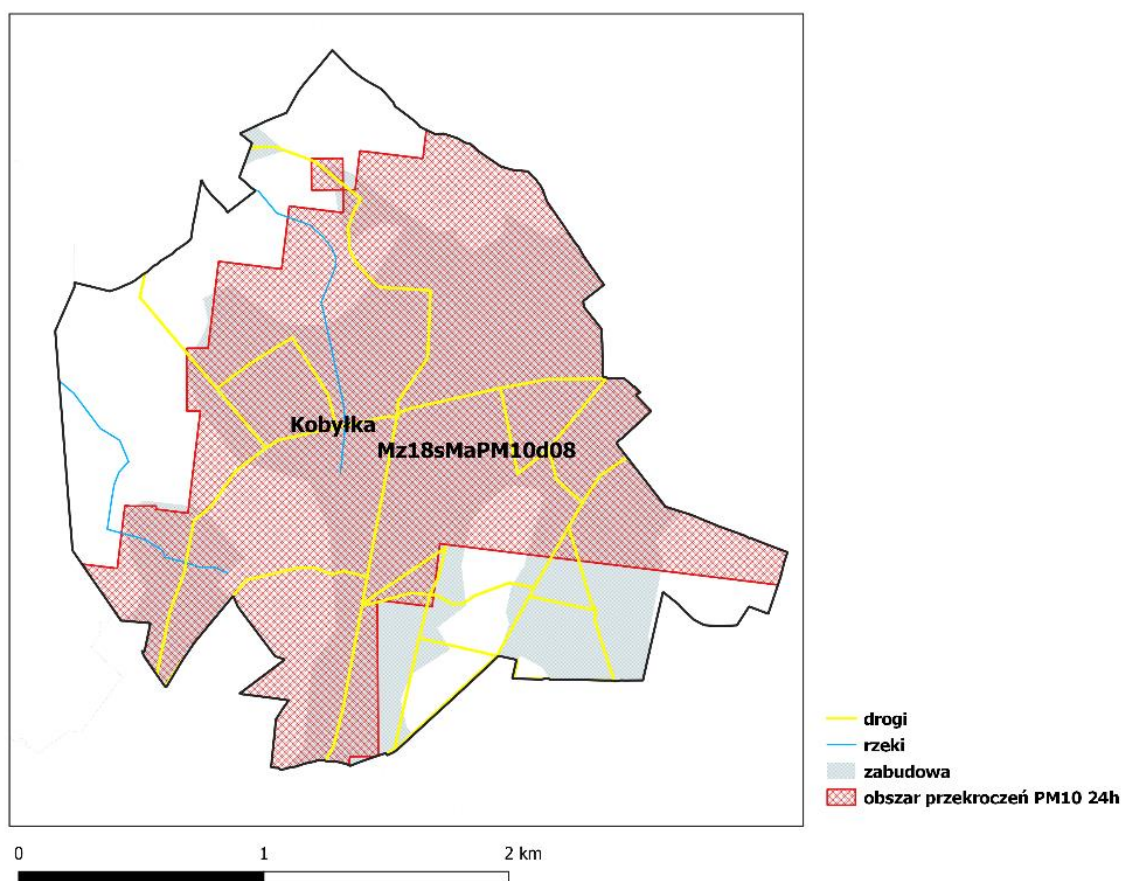 Kobyłka
Mz18sMaPM10d08
drogi
rzeki
zabudowa
obszar przekroczeń PM10 24h
0 1 2 km